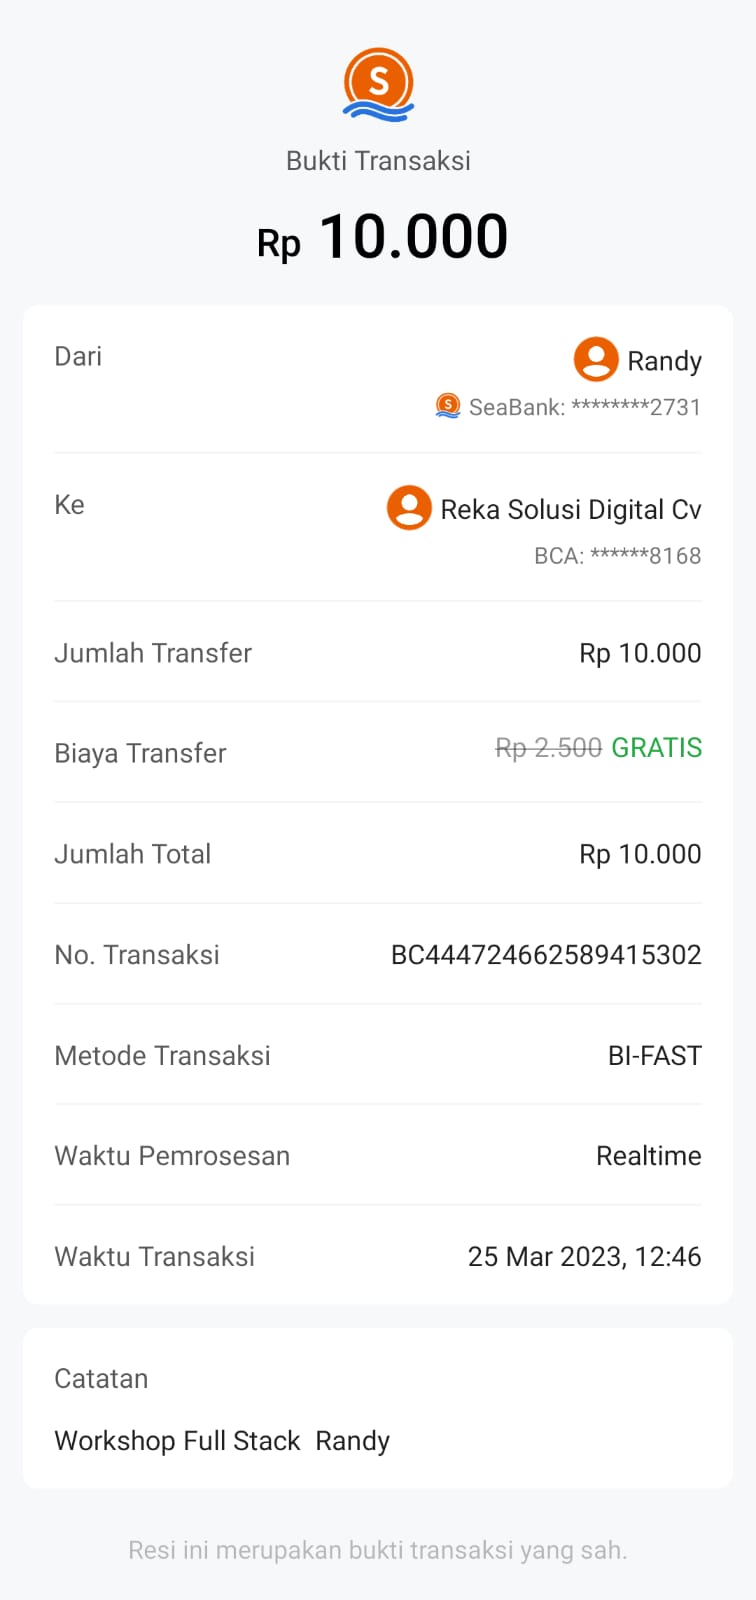 S
Bukti Transaksi
Rp 10.000
Dari
Randy
SeaBank: ********2731
Ke
Reka Solusi Digital Cv
BCA: ******8168
Jumlah Transfer Rp 10.000
Biaya Transfer Rp 2.500 GRATIS
Jumlah Total Rp 10.000
No. Transaksi BC444724662589415302
Metode Transaksi BI-FAST
Waktu Pemrosesan Realtime
Waktu Transaksi 25 Mar 2023, 12:46
Catatan
Workshop Full Stack  Randy
Resi ini merupakan bukti transaksi yang sah.